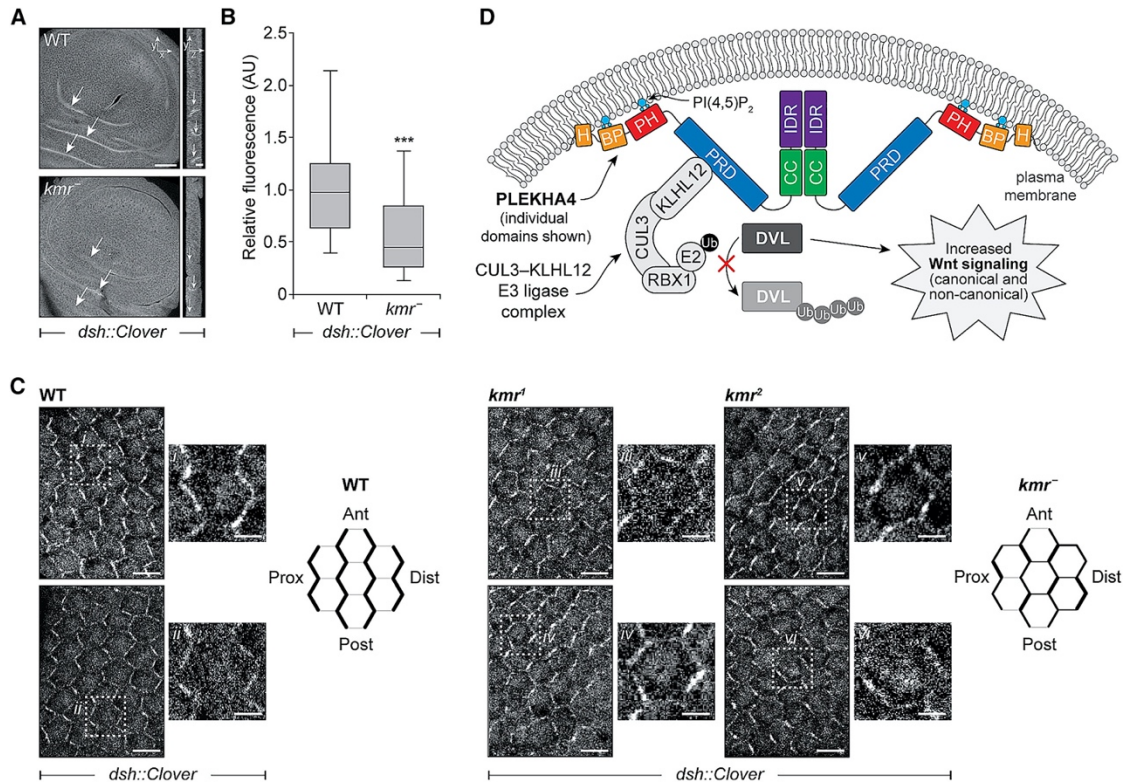 A
WT
y
x
y
z
kmr⁻
dsh::Clover
B
Relative fluorescence (AU)
2.5
2.0
1.5
1.0
0.5
0
***
WT
kmr⁻
dsh::Clover
D
PI(4,5)P₂
H
BP
PH
PRD
IDR
IDR
CC
CC
PRD
PH
BP
H
plasma
membrane
PLEKHA4
(individual
domains shown)
KLHL12
CUL3
RBX1
E2
Ub
CUL3–KLHL12
E3 ligase
complex
DVL
DVL
Ub
Ub
Ub
Ub
Increased
Wnt signaling
(canonical and
non-canonical)
C
WT
i
i
ii
ii
WT
Ant
Prox
Dist
Post
dsh::Clover
kmr¹
iii
iii
iv
iv
kmr²
v
v
vi
vi
kmr⁻
Ant
Prox
Dist
Post
dsh::Clover